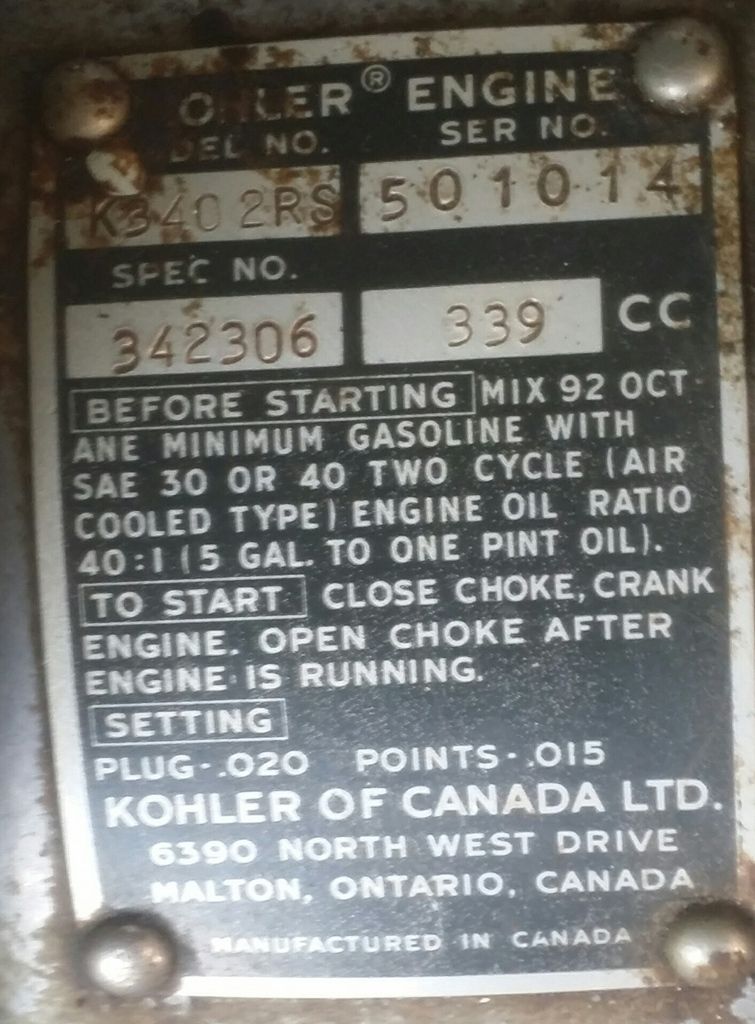 OHLER® ENGINE
DEL NO. SER NO.
K340 2RS 501014
SPEC NO.
342306 339 CC
BEFORE STARTING MIX 92 OCT-
ANE MINIMUM GASOLINE WITH
SAE 30 OR 40 TWO CYCLE (AIR
COOLED TYPE) ENGINE OIL RATIO
40:1 (5 GAL. TO ONE PINT OIL).
TO START CLOSE CHOKE, CRANK
ENGINE. OPEN CHOKE AFTER
ENGINE IS RUNNING.
SETTING
PLUG-.020 POINTS-.015
KOHLER OF CANADA LTD.
6390 NORTH WEST DRIVE
MALTON, ONTARIO, CANADA
MANUFACTURED IN CANADA